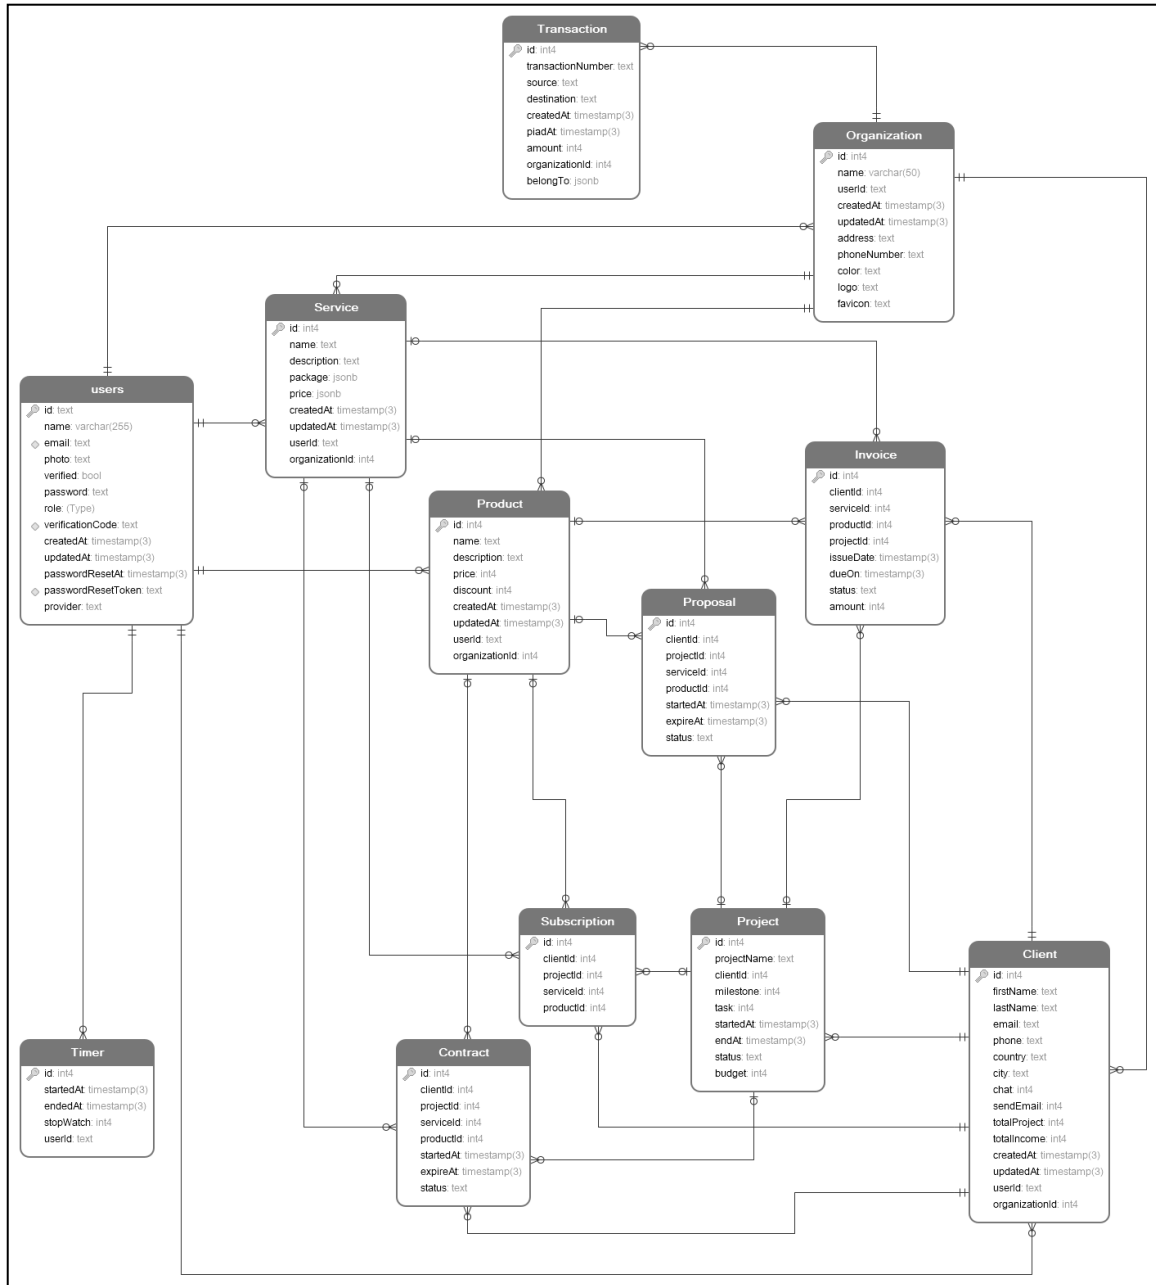 Transaction
id: int4
transactionNumber: text
source: text
destination: text
createdAt: timestamp(3)
piadAt: timestamp(3)
amount: int4
organizationId: int4
belongTo: jsonb
Organization
id: int4
name: varchar(50)
userId: text
createdAt: timestamp(3)
updatedAt: timestamp(3)
address: text
phoneNumber: text
color: text
logo: text
favicon: text
Service
id: int4
name: text
description: text
package: jsonb
price: jsonb
createdAt: timestamp(3)
updatedAt: timestamp(3)
userId: text
organizationId: int4
users
id: text
name: varchar(255)
email: text
photo: text
verified: bool
password: text
role: (Type)
verificationCode: text
createdAt: timestamp(3)
updatedAt: timestamp(3)
passwordResetAt: timestamp(3)
passwordResetToken: text
provider: text
Invoice
id: int4
clientId: int4
serviceId: int4
productId: int4
projectId: int4
issueDate: timestamp(3)
dueOn: timestamp(3)
status: text
amount: int4
Product
id: int4
name: text
description: text
price: int4
discount: int4
createdAt: timestamp(3)
updatedAt: timestamp(3)
userId: text
organizationId: int4
Proposal
id: int4
clientId: int4
projectId: int4
serviceId: int4
productId: int4
startedAt: timestamp(3)
expireAt: timestamp(3)
status: text
Subscription
id: int4
clientId: int4
projectId: int4
serviceId: int4
productId: int4
Project
id: int4
projectName: text
clientId: int4
milestone: int4
task: int4
startedAt: timestamp(3)
endAt: timestamp(3)
status: text
budget: int4
Client
id: int4
firstName: text
lastName: text
email: text
phone: text
country: text
city: text
chat: int4
sendEmail: int4
totalProject: int4
totalIncome: int4
createdAt: timestamp(3)
updatedAt: timestamp(3)
userId: text
organizationId: int4
Timer
id: int4
startedAt: timestamp(3)
endedAt: timestamp(3)
stopWatch: int4
userId: text
Contract
id: int4
clientId: int4
projectId: int4
serviceId: int4
productId: int4
startedAt: timestamp(3)
expireAt: timestamp(3)
status: text